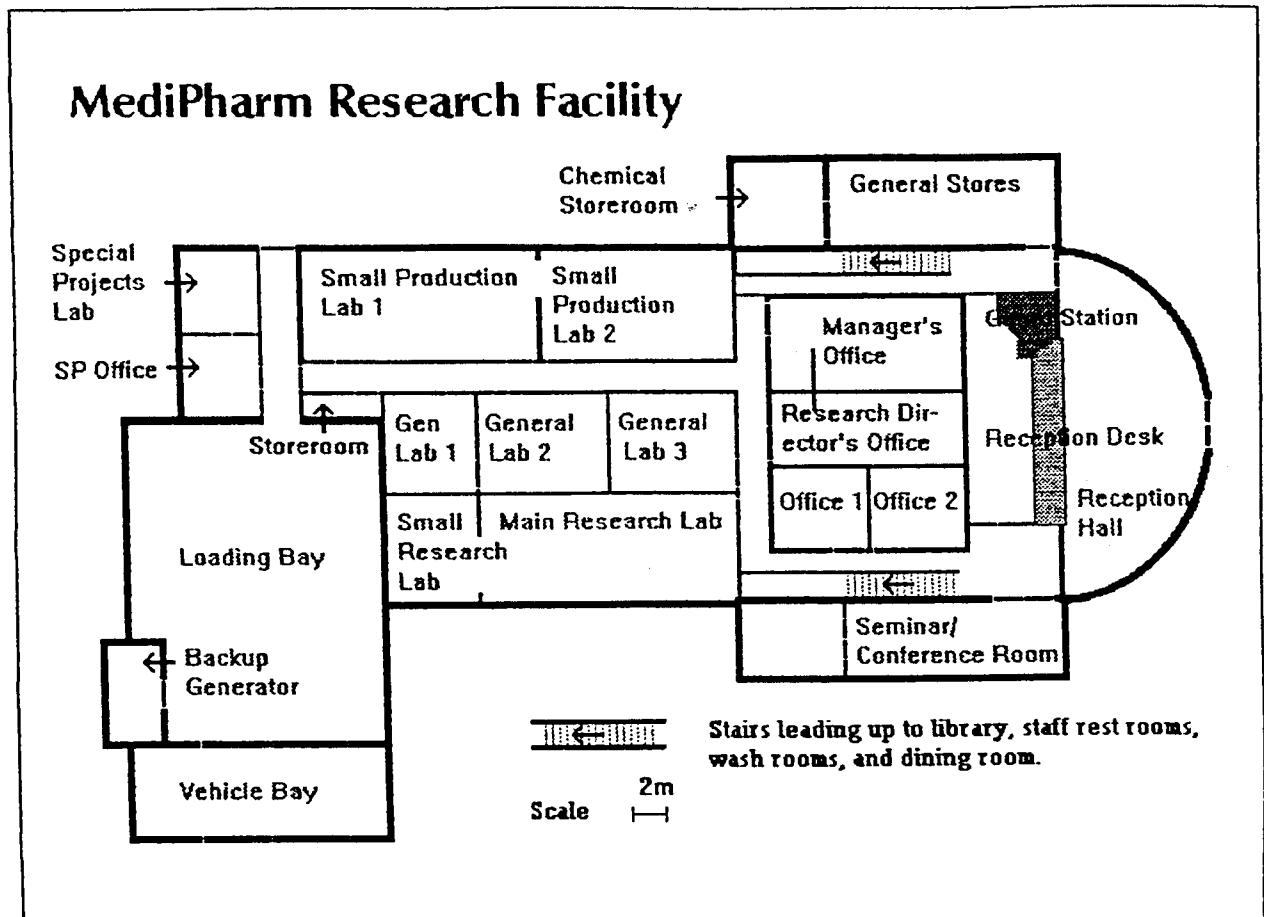 MediPharm Research Facility
Chemical
Storeroom
General Stores
Special
Projects
Lab
Small Production
Lab 1
Small
Production
Lab 2
Station
Manager's
Office
SP Office
Research Dir-
ector's Office
Reception Desk
Storeroom
Gen
Lab 1
General
Lab 2
General
Lab 3
Office 1
Office 2
Reception
Hall
Small
Research
Lab
Main Research Lab
Loading Bay
Seminar/
Conference Room
Backup
Generator
Stairs leading up to library, staff rest rooms,
wash rooms, and dining room.
Vehicle Bay
2m
Scale